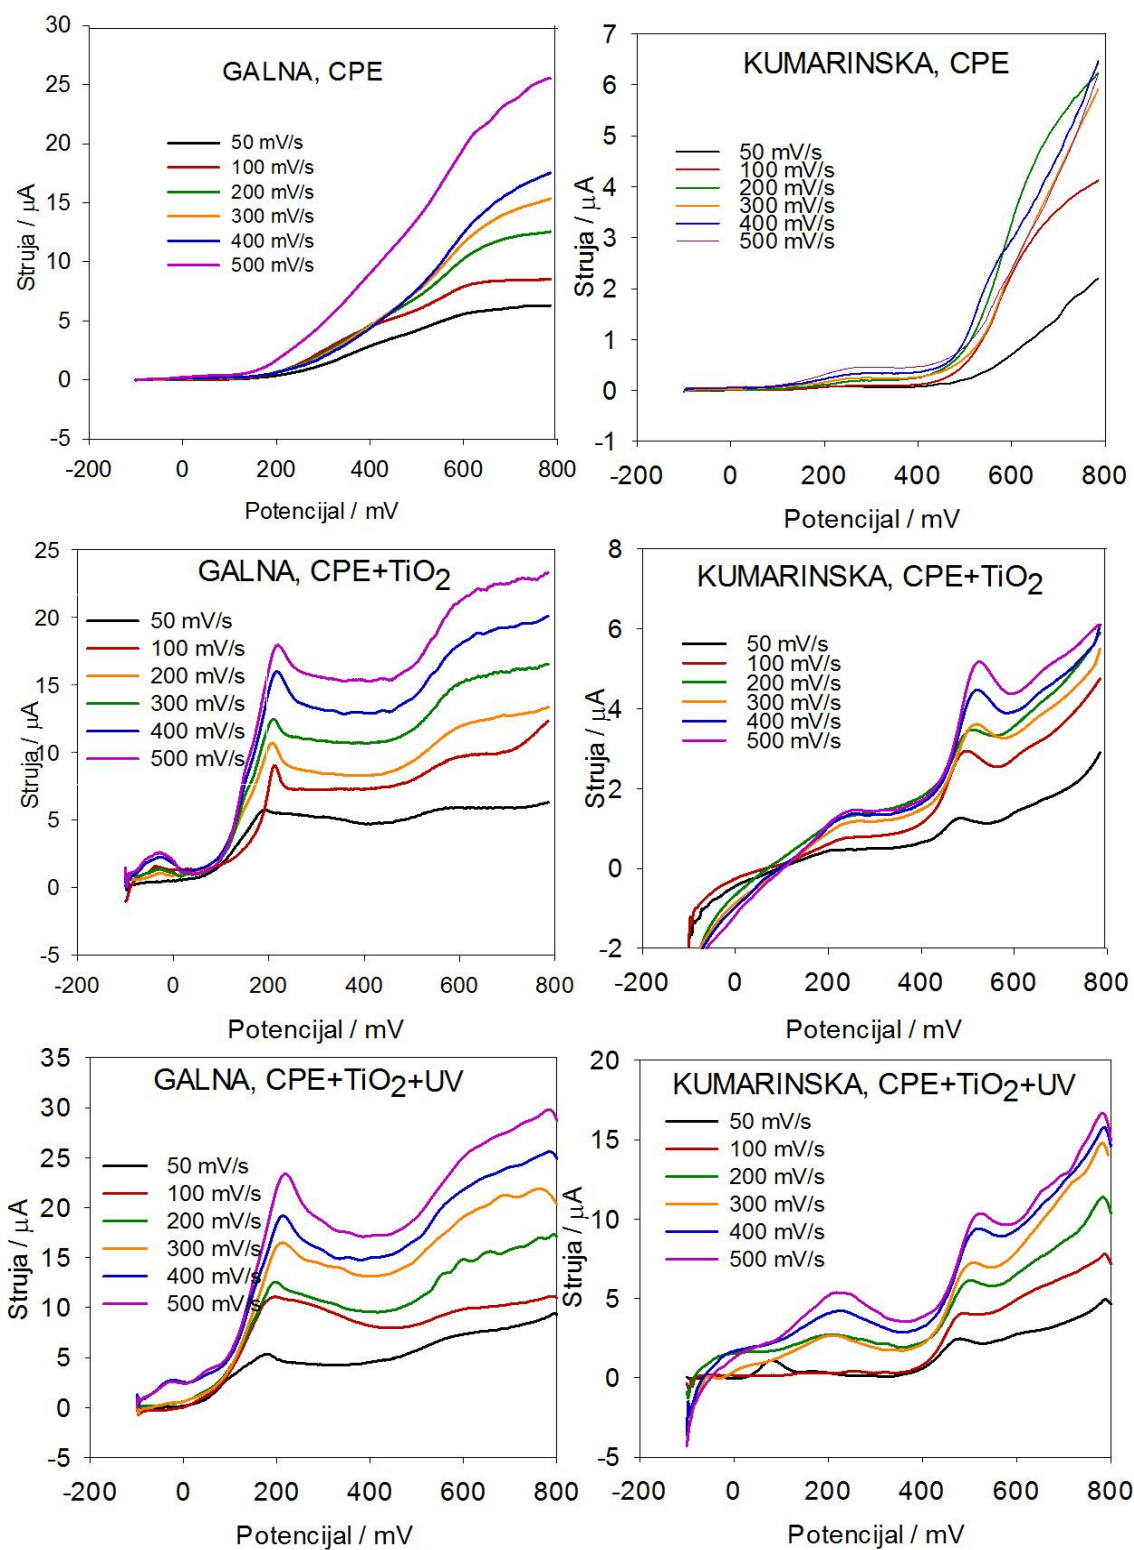 GALNA, CPE
30
25
20
15
10
5
0
-5
Struja / μA
50 mV/s
100 mV/s
200 mV/s
300 mV/s
400 mV/s
500 mV/s
-200 0 200 400 600 800
Potencijal / mV
KUMARINSKA, CPE
7
6
5
4
3
2
1
0
-1
Struja / μA
50 mV/s
100 mV/s
200 mV/s
300 mV/s
400 mV/s
500 mV/s
-200 0 200 400 600 800
Potencijal / mV
GALNA, CPE+TiO2
25
20
15
10
5
0
-5
Struja / μA
50 mV/s
100 mV/s
200 mV/s
300 mV/s
400 mV/s
500 mV/s
-200 0 200 400 600 800
Potencijal / mV
KUMARINSKA, CPE+TiO2
8
6
4
2
0
-2
Struja / μA
50 mV/s
100 mV/s
200 mV/s
300 mV/s
400 mV/s
500 mV/s
-200 0 200 400 600 800
Potencijal / mV
GALNA, CPE+TiO2+UV
35
30
25
20
15
10
5
0
-5
Struja / μA
50 mV/s
100 mV/s
200 mV/s
300 mV/s
400 mV/s
500 mV/s
-200 0 200 400 600 800
Potencijal / mV
KUMARINSKA, CPE+TiO2+UV
20
15
10
5
0
-5
Struja / μA
50 mV/s
100 mV/s
200 mV/s
300 mV/s
400 mV/s
500 mV/s
-200 0 200 400 600 800
Potencijal / mV